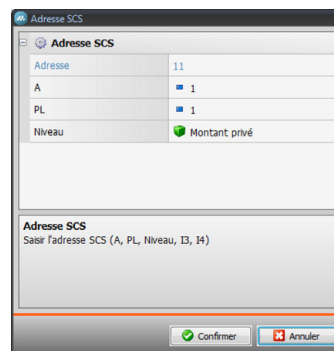 Adresse SCS
Adresse SCS
Adresse 11
A 1
PL 1
Niveau Montant privé
Adresse SCS
Saisir l'adresse SCS (A, PL, Niveau, I3, I4)
Confirmer Annuler